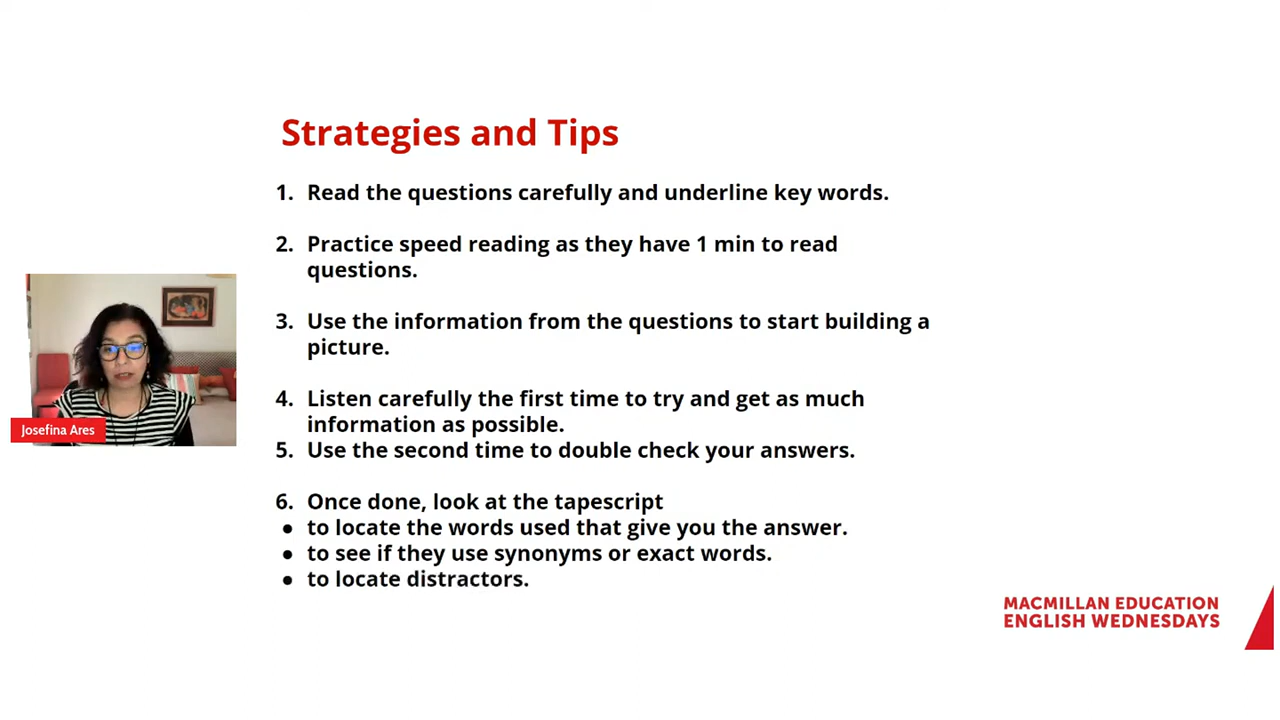 Strategies and Tips
1. Read the questions carefully and underline key words.
2. Practice speed reading as they have 1 min to read
questions.
3. Use the information from the questions to start building a
picture.
4. Listen carefully the first time to try and get as much
information as possible.
5. Use the second time to double check your answers.
6. Once done, look at the tapescript
● to locate the words used that give you the answer.
● to see if they use synonyms or exact words.
● to locate distractors.
Josefina Ares
MACMILLAN EDUCATION
ENGLISH WEDNESDAYS